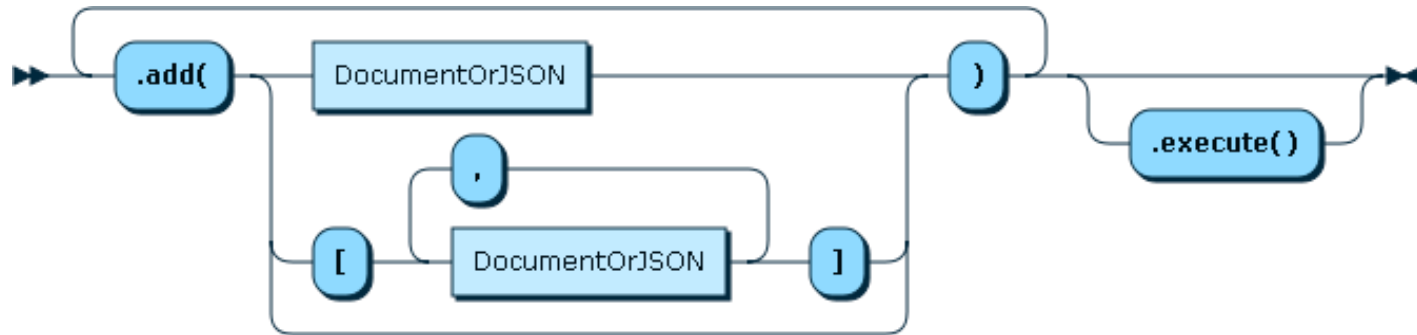 .add(
DocumentOrJSON
)
.execute()
,
[
DocumentOrJSON
]